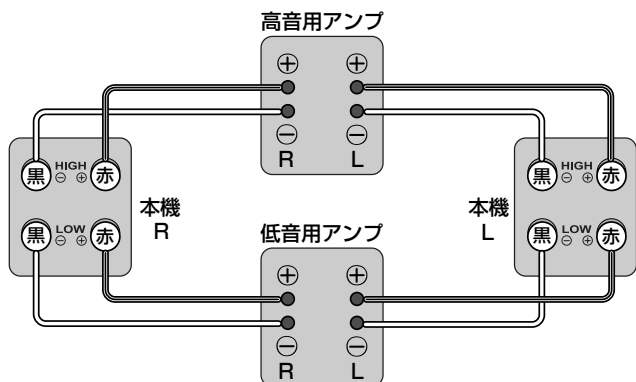 高音用アンプ
⊕ ⊕
⊖ ⊖
R L
黒 HIGH 赤
⊖ ⊕
黒 LOW 赤
⊖ ⊕
本機
R
黒 HIGH 赤
⊖ ⊕
黒 LOW 赤
⊖ ⊕
本機
L
低音用アンプ
⊕ ⊕
⊖ ⊖
R L